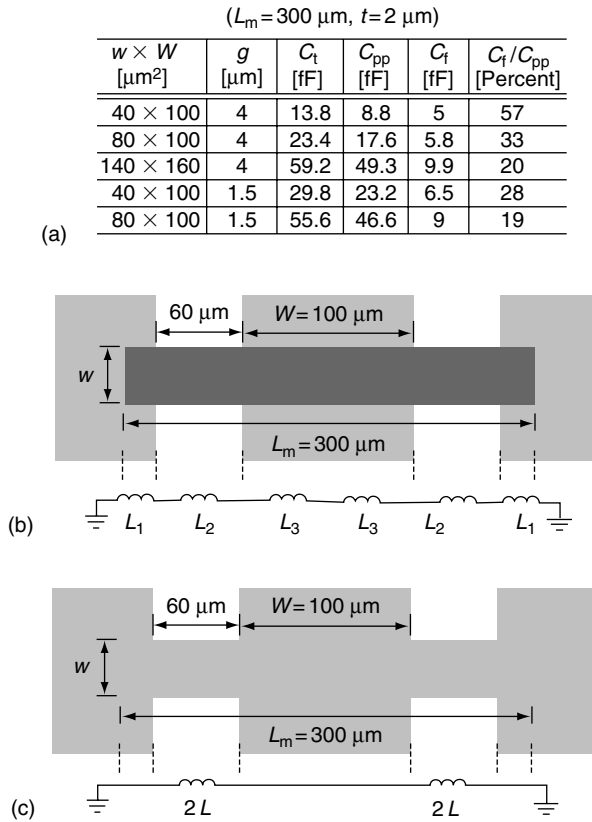 (Lm = 300 μm, t = 2 μm)
w × W [μm²] g [μm] Ct [fF] Cpp [fF] Cf [fF] Cf/Cpp [Percent]
40 × 100 4 13.8 8.8 5 57
80 × 100 4 23.4 17.6 5.8 33
140 × 160 4 59.2 49.3 9.9 20
40 × 100 1.5 29.8 23.2 6.5 28
80 × 100 1.5 55.6 46.6 9 19
(a)
60 μm W = 100 μm
w
Lm = 300 μm
(b) L1 L2 L3 L3 L2 L1
60 μm W = 100 μm
w
Lm = 300 μm
(c) 2 L 2 L